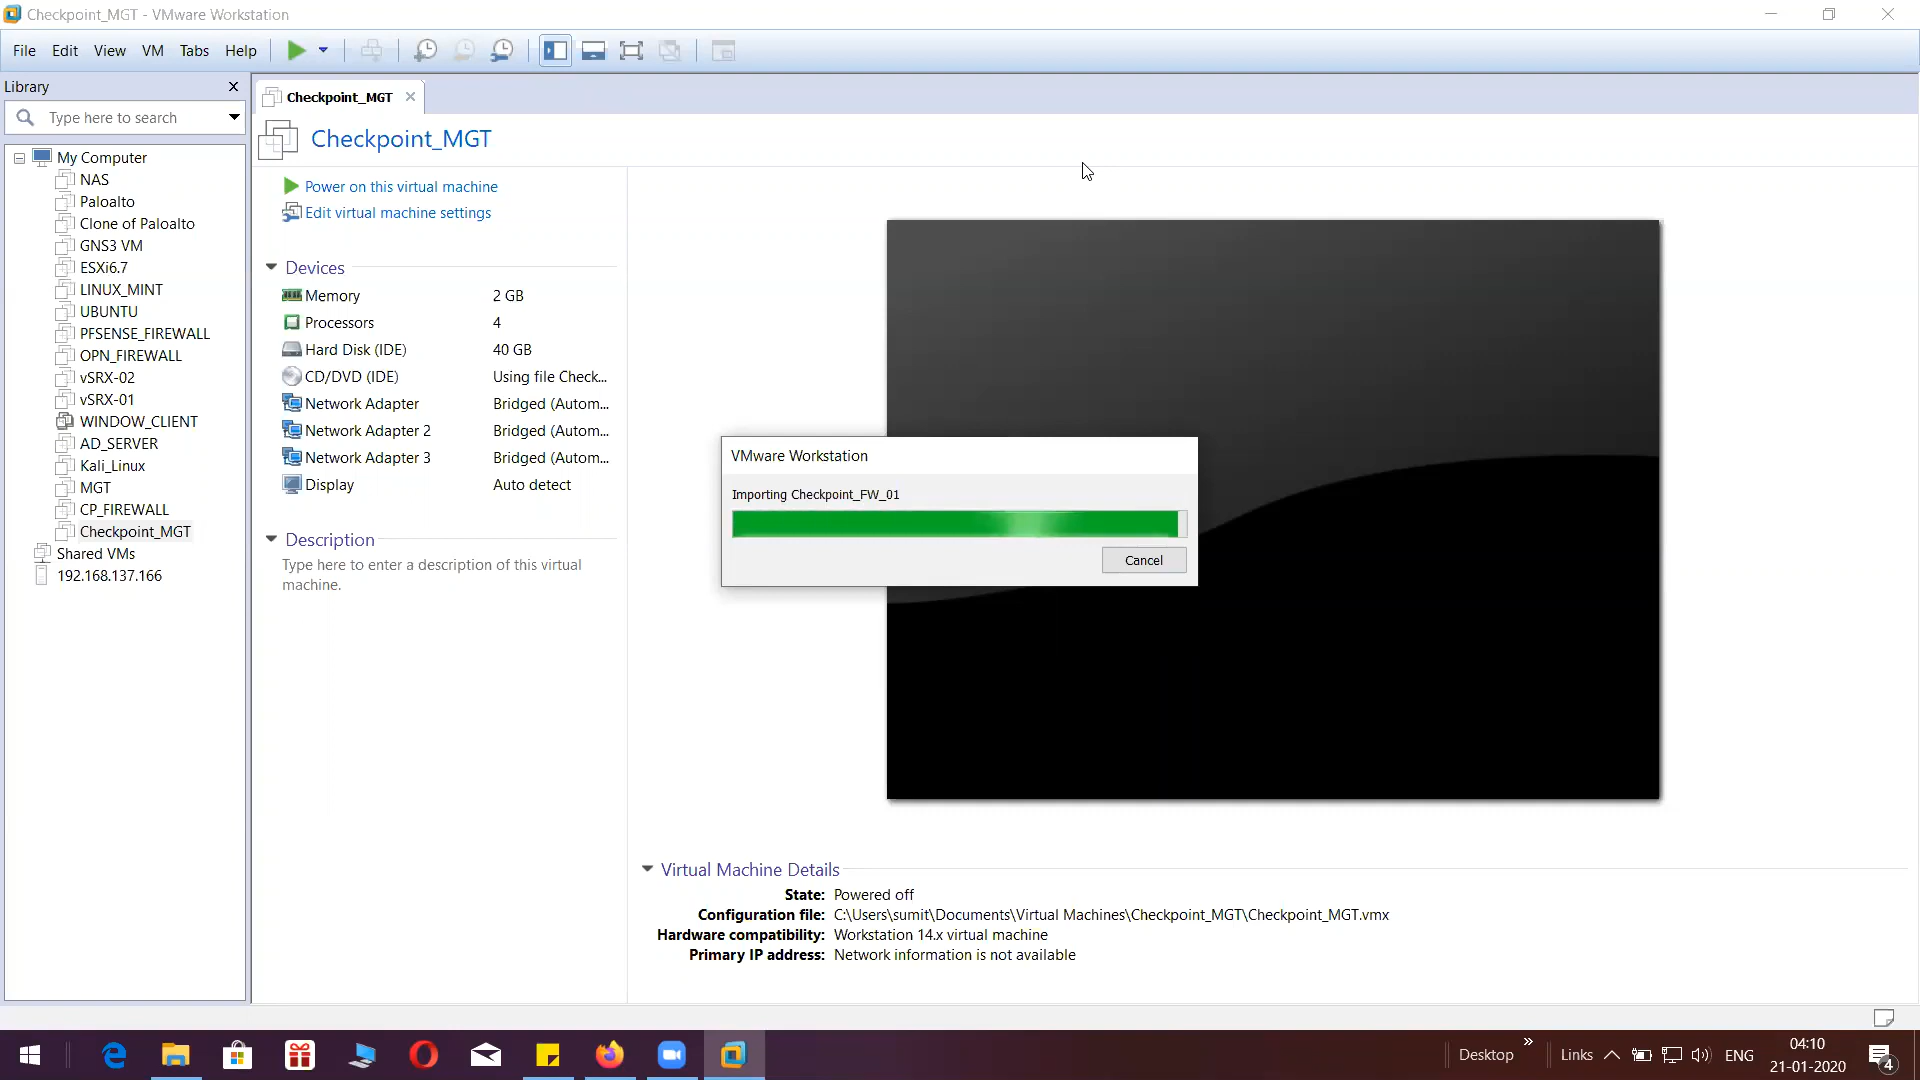 Checkpoint_MGT - VMware Workstation
File Edit View VM Tabs Help
Library x
Type here to search
My Computer
NAS
Paloalto
Clone of Paloalto
GNS3 VM
ESXi6.7
LINUX_MINT
UBUNTU
PFSENSE_FIREWALL
OPN_FIREWALL
vSRX-02
vSRX-01
WINDOW_CLIENT
AD_SERVER
Kali_Linux
MGT
CP_FIREWALL
Checkpoint_MGT
Shared VMs
192.168.137.166
Checkpoint_MGT
Checkpoint_MGT
Power on this virtual machine
Edit virtual machine settings
Devices
Memory 2 GB
Processors 4
Hard Disk (IDE) 40 GB
CD/DVD (IDE) Using file Check...
Network Adapter Bridged (Autom...
Network Adapter 2 Bridged (Autom...
Network Adapter 3 Bridged (Autom...
Display Auto detect
Description
Type here to enter a description of this virtual
machine.
VMware Workstation
Importing Checkpoint_FW_01
Cancel
Virtual Machine Details
State: Powered off
Configuration file: C:\Users\sumit\Documents\Virtual Machines\Checkpoint_MGT\Checkpoint_MGT.vmx
Hardware compatibility: Workstation 14.x virtual machine
Primary IP address: Network information is not available
Desktop » Links ENG 04:10
21-01-2020
4